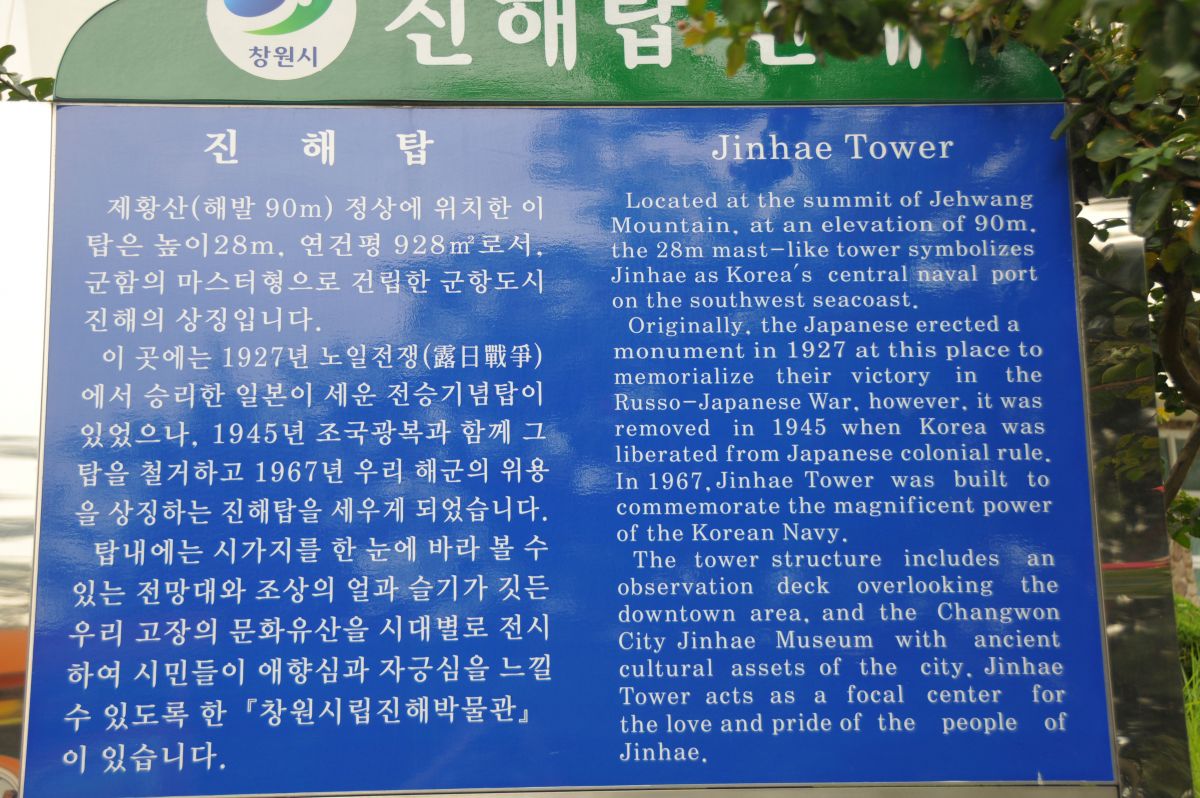 창원시
진해탑
진 해 탑
제황산(해발 90m) 정상에 위치한 이
탑은 높이28m, 연건평 928㎡로서,
군함의 마스터형으로 건립한 군항도시
진해의 상징입니다.
이 곳에는 1927년 노일전쟁(露日戰爭)
에서 승리한 일본이 세운 전승기념탑이
있었으나, 1945년 조국광복과 함께 그
탑을 철거하고 1967년 우리 해군의 위용
을 상징하는 진해탑을 세우게 되었습니다.
탑내에는 시가지를 한 눈에 바라 볼 수
있는 전망대와 조상의 얼과 슬기가 깃든
우리 고장의 문화유산을 시대별로 전시
하여 시민들이 애향심과 자긍심을 느낄
수 있도록 한 『창원시립진해박물관』
이 있습니다.
Jinhae Tower
Located at the summit of Jehwang
Mountain, at an elevation of 90m,
the 28m mast-like tower symbolizes
Jinhae as Korea's central naval port
on the southwest seacoast.
Originally, the Japanese erected a
monument in 1927 at this place to
memorialize their victory in the
Russo-Japanese War, however, it was
removed in 1945 when Korea was
liberated from Japanese colonial rule.
In 1967, Jinhae Tower was built to
commemorate the magnificent power
of the Korean Navy.
The tower structure includes an
observation deck overlooking the
downtown area, and the Changwon
City Jinhae Museum with ancient
cultural assets of the city. Jinhae
Tower acts as a focal center for
the love and pride of the people of
Jinhae.